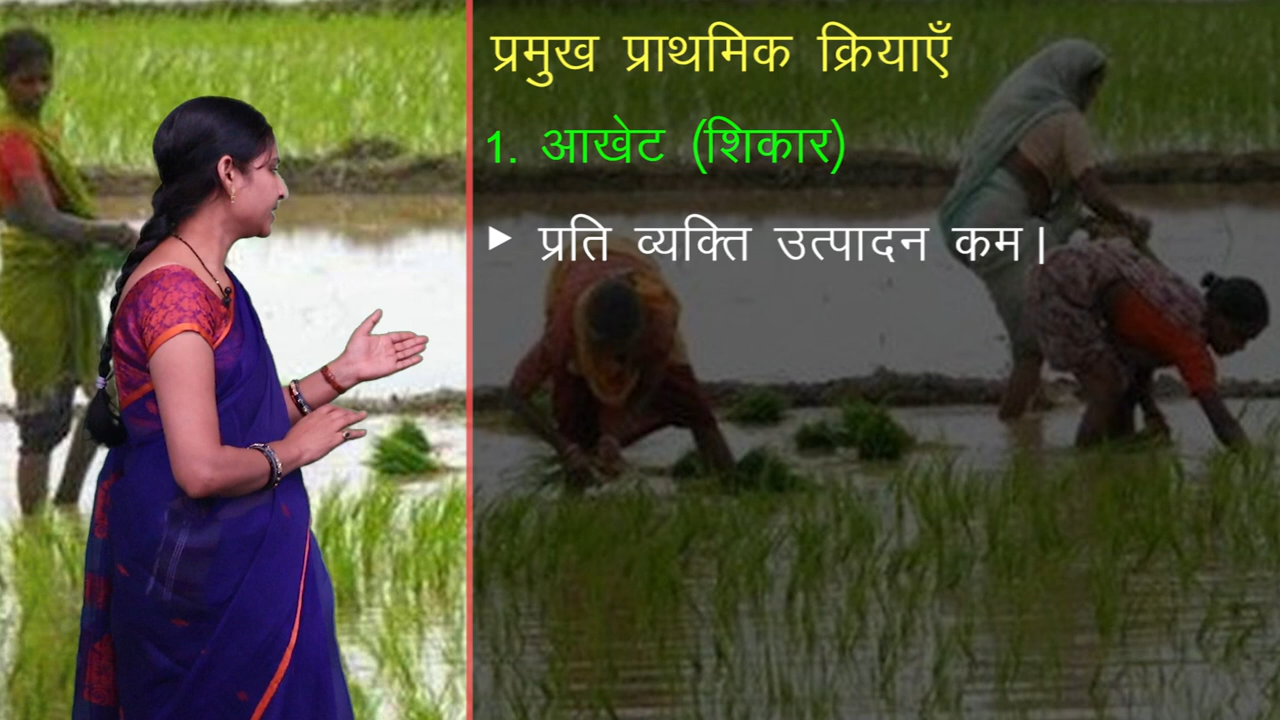 प्रमुख प्राथमिक क्रियाएँ
1. आखेट (शिकार)
► प्रति व्यक्ति उत्पादन कम।